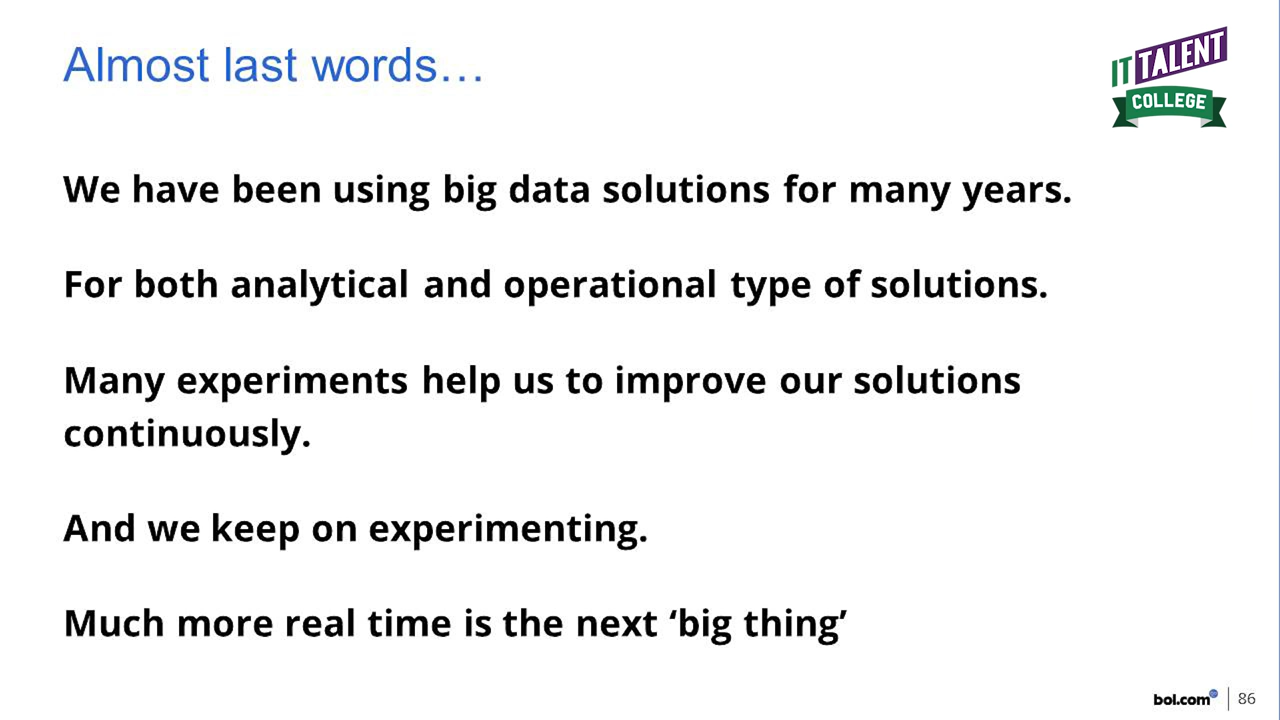 Almost last words…
IT TALENT
COLLEGE
We have been using big data solutions for many years.
For both analytical and operational type of solutions.
Many experiments help us to improve our solutions
continuously.
And we keep on experimenting.
Much more real time is the next ‘big thing’
bol.com
86